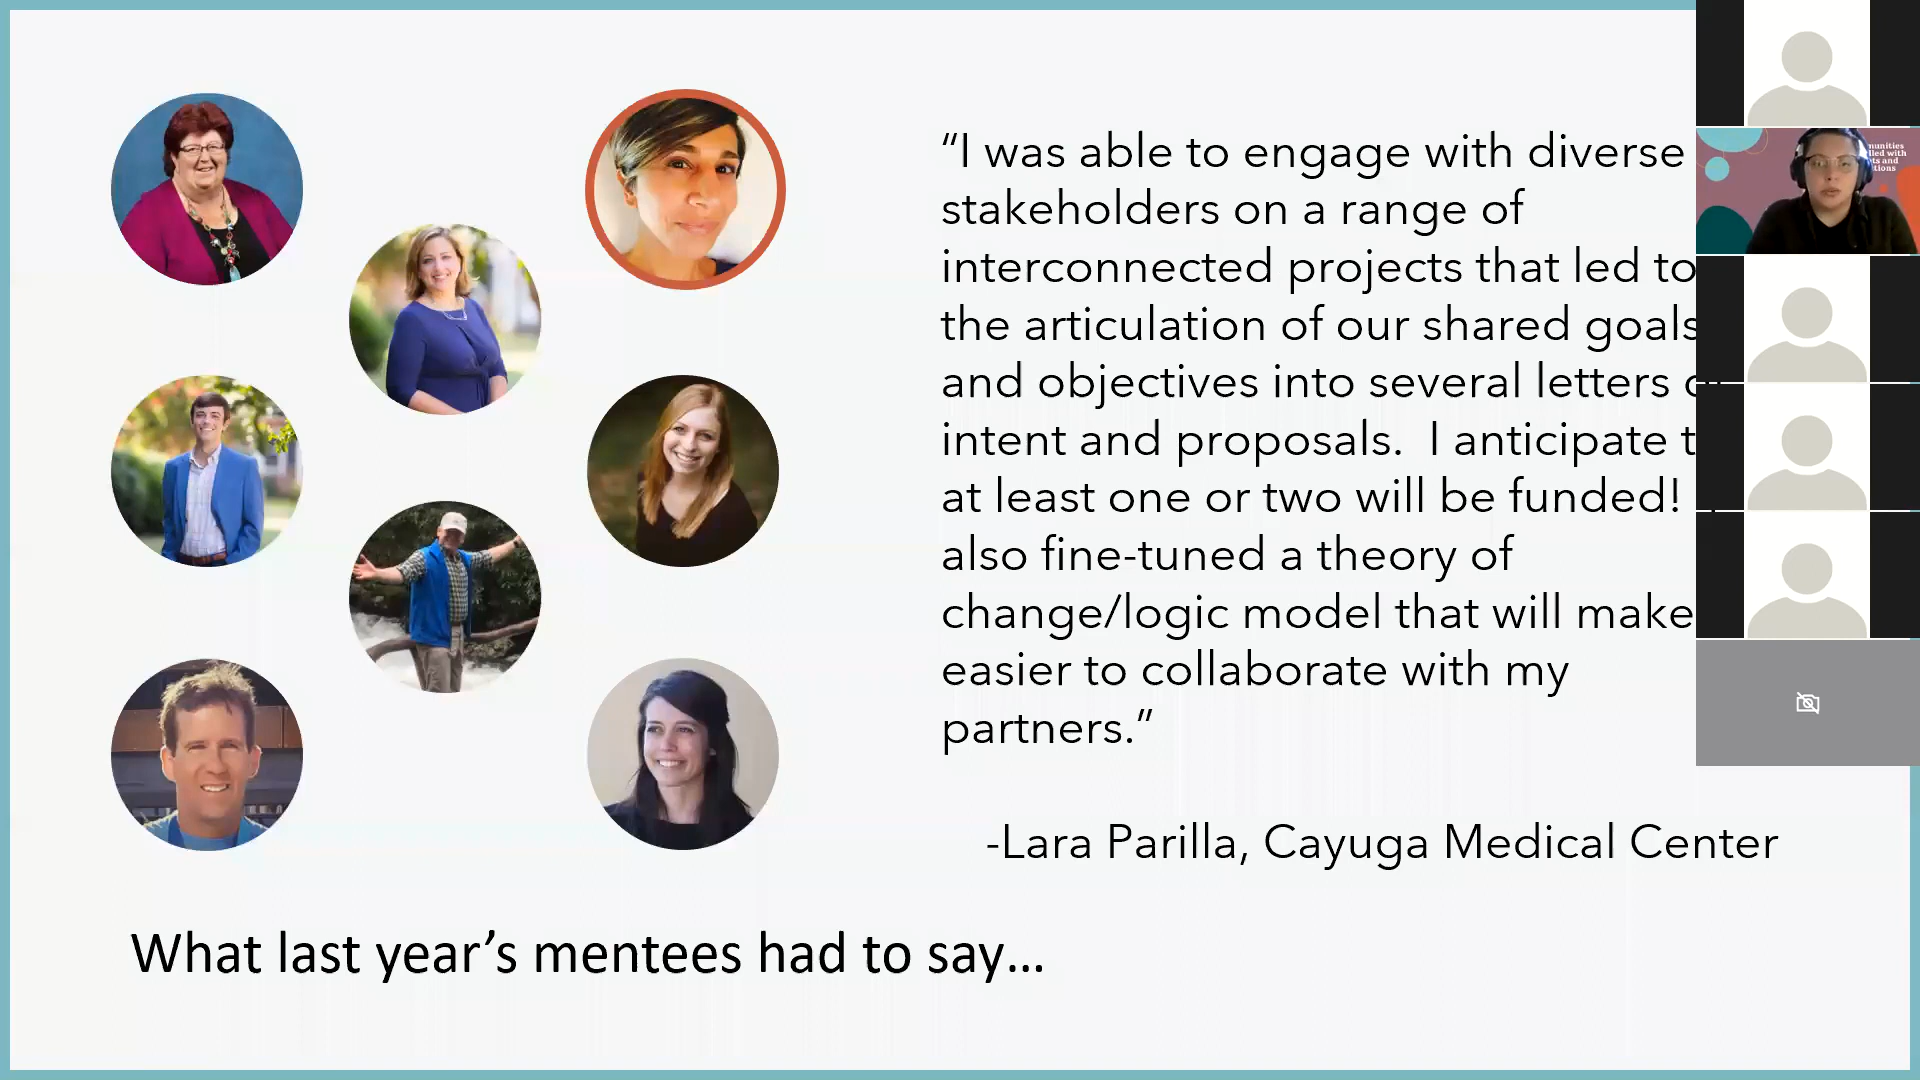 “I was able to engage with diverse
stakeholders on a range of
interconnected projects that led to
the articulation of our shared goals
and objectives into several letters
intent and proposals.  I anticipate
at least one or two will be funded!
also fine-tuned a theory of
change/logic model that will make
easier to collaborate with my
partners.”
-Lara Parilla, Cayuga Medical Center
What last year’s mentees had to say...